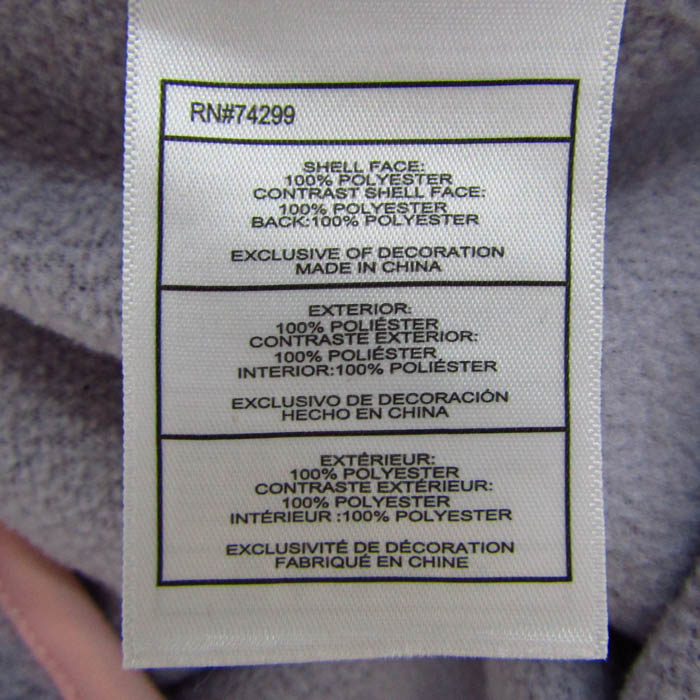 RN#74299
SHELL FACE:
100% POLYESTER
CONTRAST SHELL FACE:
100% POLYESTER
BACK:100% POLYESTER
EXCLUSIVE OF DECORATION
MADE IN CHINA
EXTERIOR:
100% POLIÉSTER
CONTRASTE EXTERIOR:
100% POLIÉSTER
INTERIOR:100% POLIÉSTER
EXCLUSIVO DE DECORACIÓN
HECHO EN CHINA
EXTÉRIEUR:
100% POLYESTER
CONTRASTE EXTÉRIEUR:
100% POLYESTER
INTÉRIEUR :100% POLYESTER
EXCLUSIVITÉ DE DÉCORATION
FABRIQUÉ EN CHINE